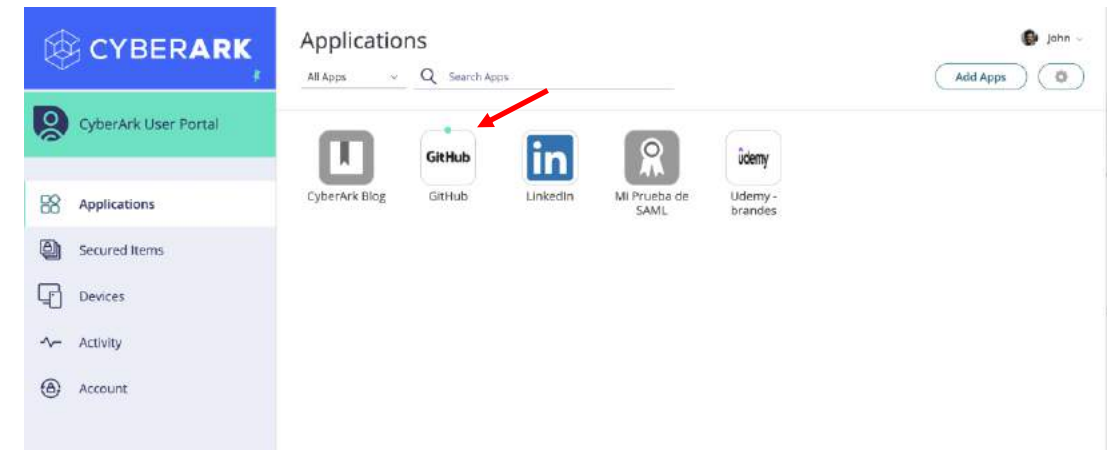 CYBERARK
CyberArk User Portal
Applications
Secured Items
Devices
Activity
Account
Applications
John
All Apps
Search Apps
Add Apps
GitHub
in
ûdemy
CyberArk Blog
GitHub
LinkedIn
Mi Prueba de
SAML
Udemy -
brandes